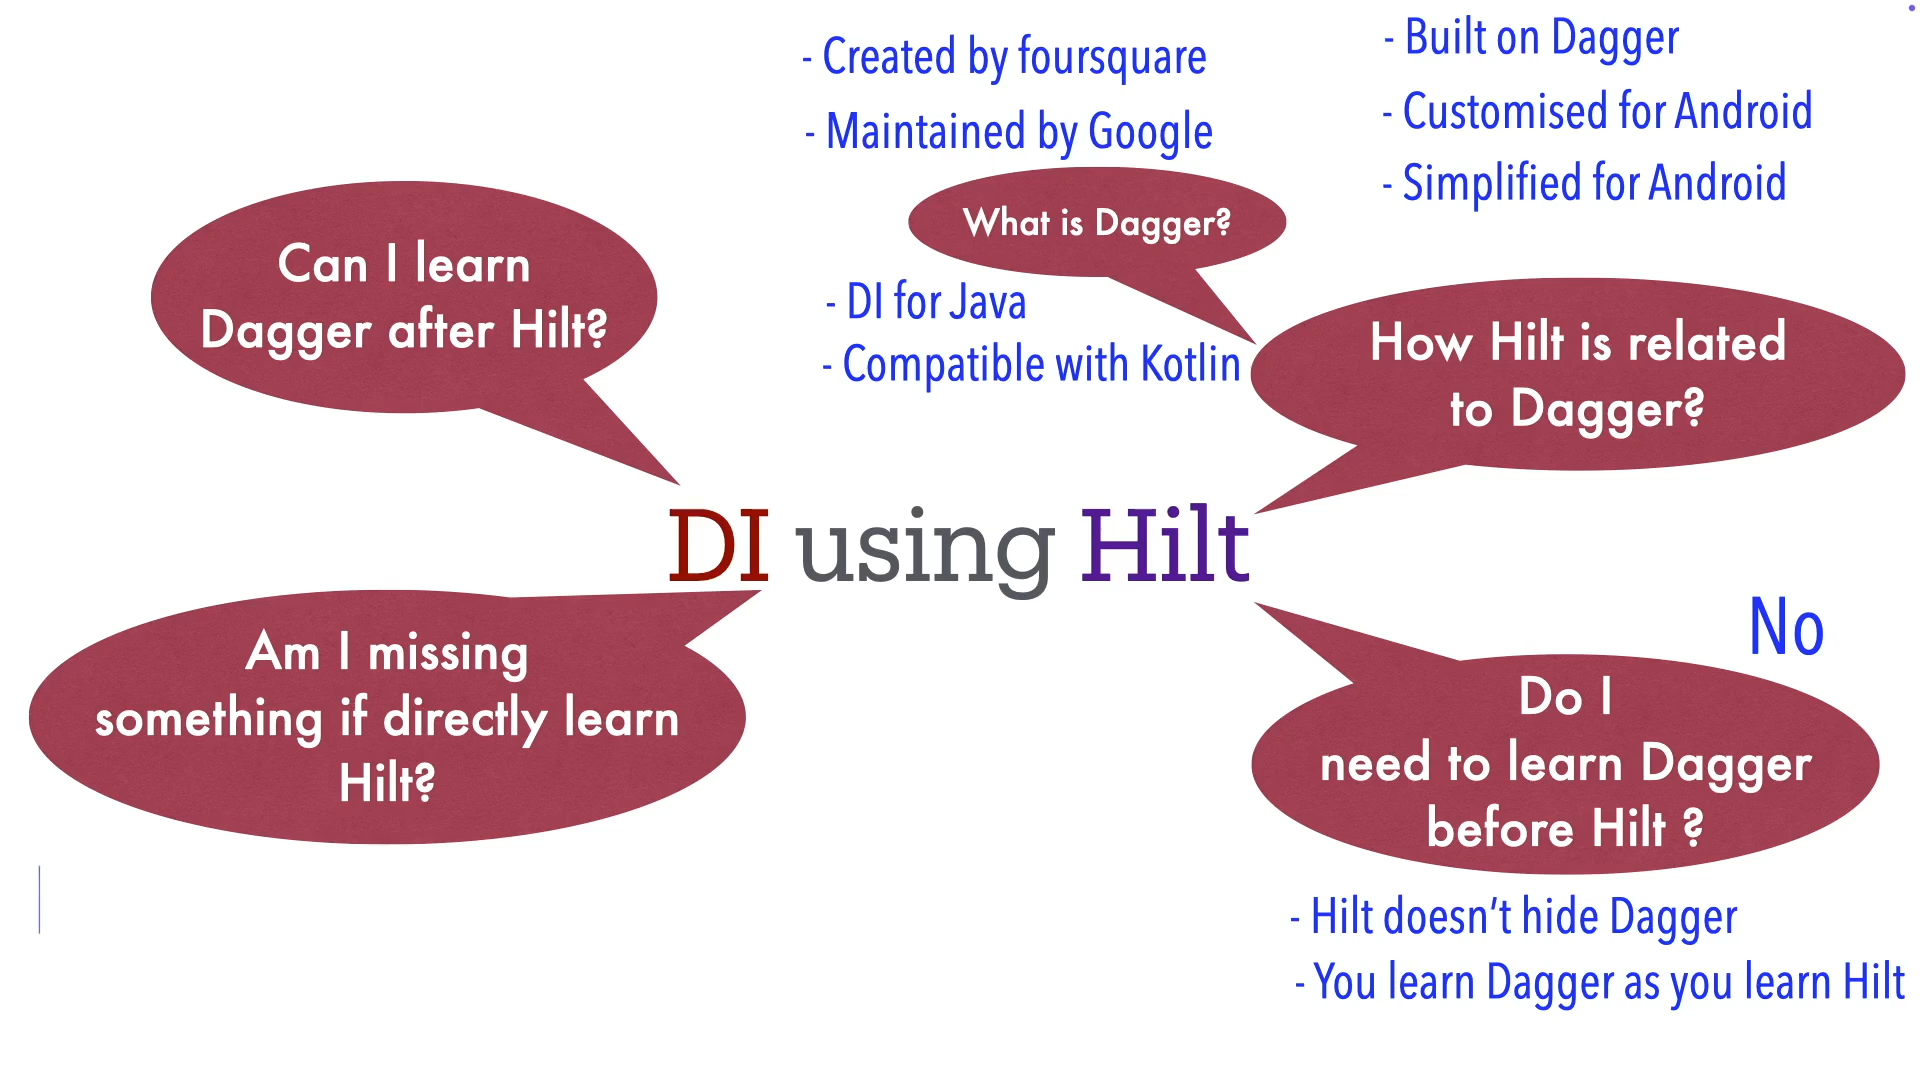 - Created by foursquare
- Maintained by Google
- Built on Dagger
- Customised for Android
- Simplified for Android
What is Dagger?
- DI for Java
- Compatible with Kotlin
Can I learn
Dagger after Hilt?
How Hilt is related
to Dagger?
DI using Hilt
Am I missing
something if directly learn
Hilt?
No
Do I
need to learn Dagger
before Hilt ?
- Hilt doesn't hide Dagger
- You learn Dagger as you learn Hilt